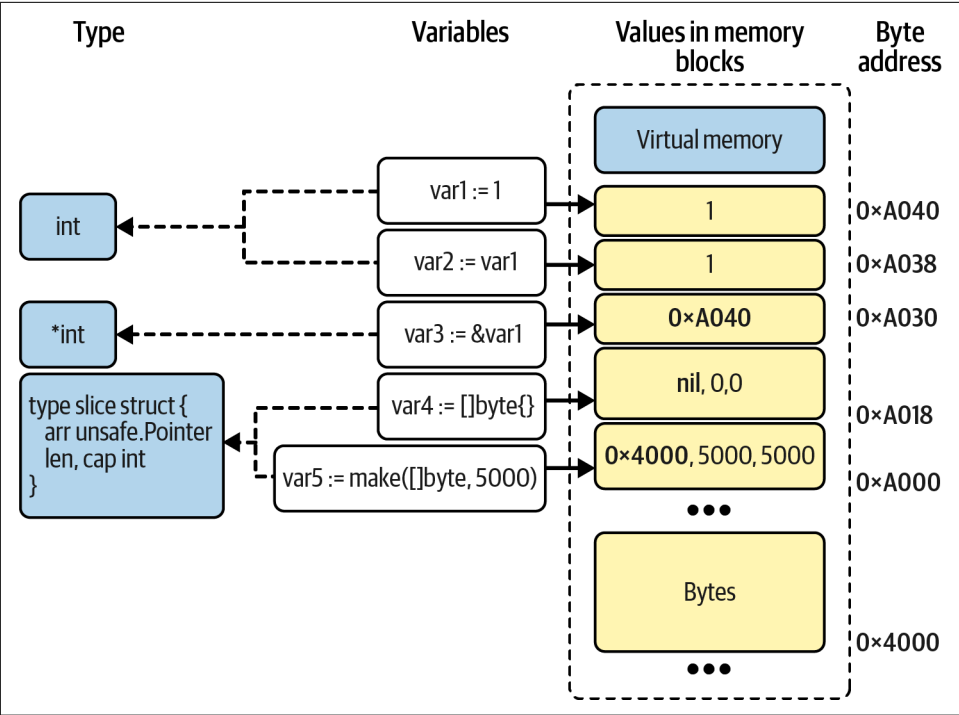 Type
Variables
Values in memory
blocks
Byte
address
Virtual memory
var1 := 1
1
0×A040
int
var2 := var1
1
0×A038
*int
var3 := &var1
0×A040
0×A030
type slice struct {
arr unsafe.Pointer
len, cap int
}
var4 := []byte{}
nil, 0,0
0×A018
var5 := make([]byte, 5000)
0×4000, 5000, 5000
0×A000
•••
Bytes
0×4000
•••